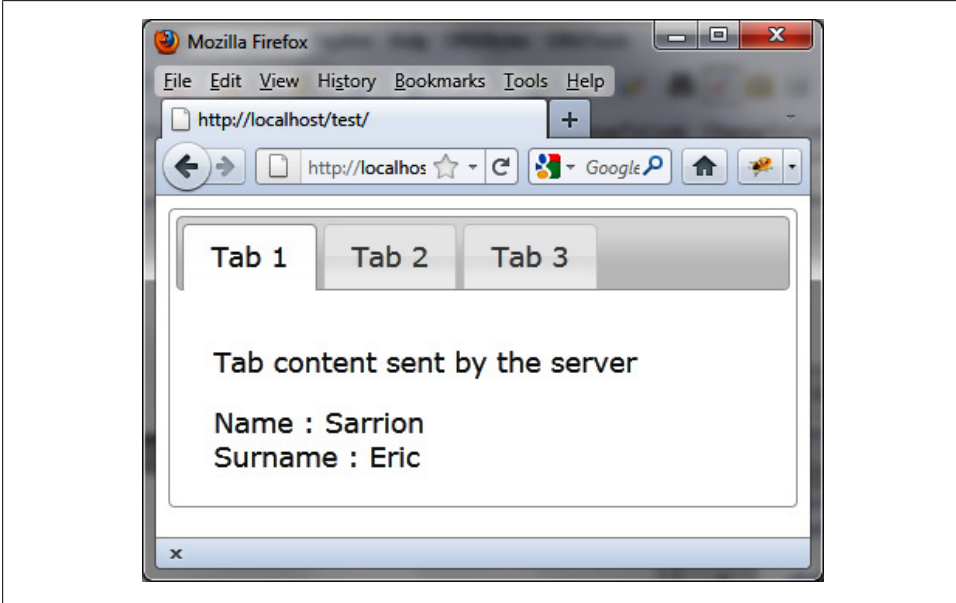 Mozilla Firefox
File Edit View History Bookmarks Tools Help
http://localhost/test/
http://localhos Google
Tab 1 Tab 2 Tab 3
Tab content sent by the server
Name : Sarrion
Surname : Eric
x